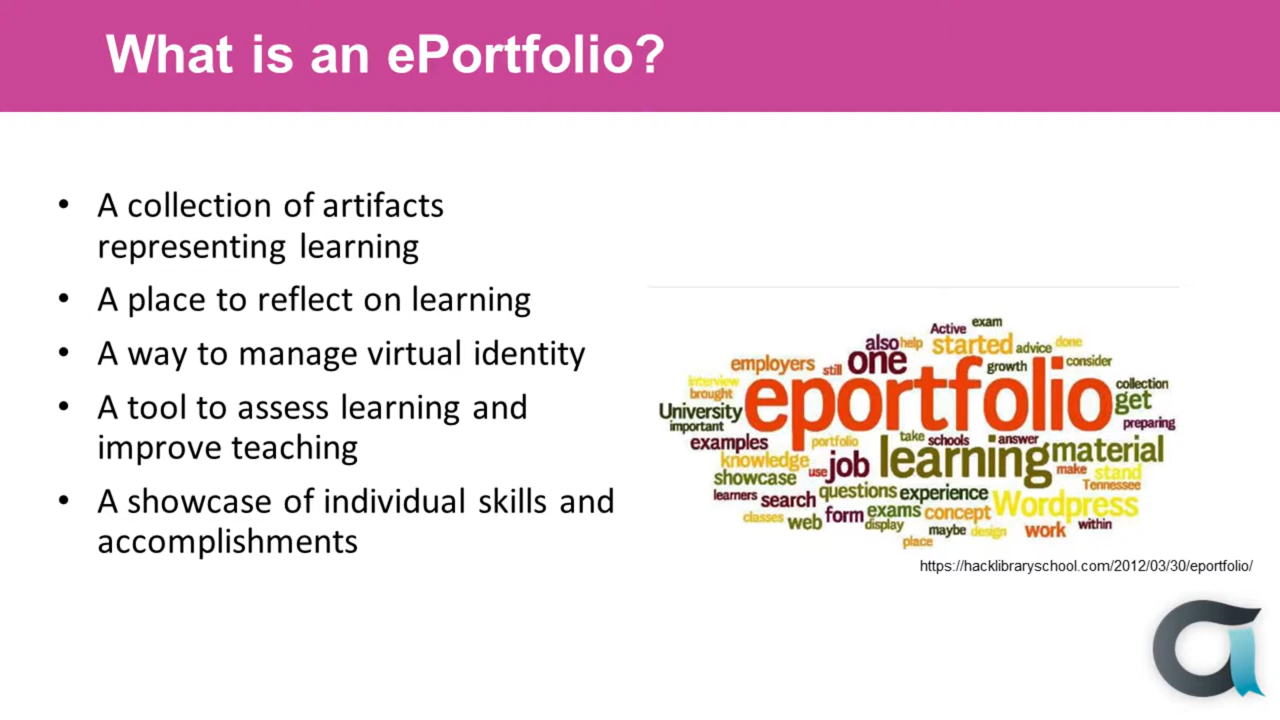 What is an ePortfolio?
• A collection of artifacts
representing learning
• A place to reflect on learning
• A way to manage virtual identity
• A tool to assess learning and
improve teaching
• A showcase of individual skills and
accomplishments
Active exam
also help started advice done
employers still one growth consider
interview brought eportfolio collection
University get
important preparing
examples portfolio take schools answer material
knowledge use job learning make stand
showcase Tennessee
learners search questions experience Wordpress
classes web form exams concept within
display maybe design work
place
https://hacklibraryschool.com/2012/03/30/eportfolio/
a